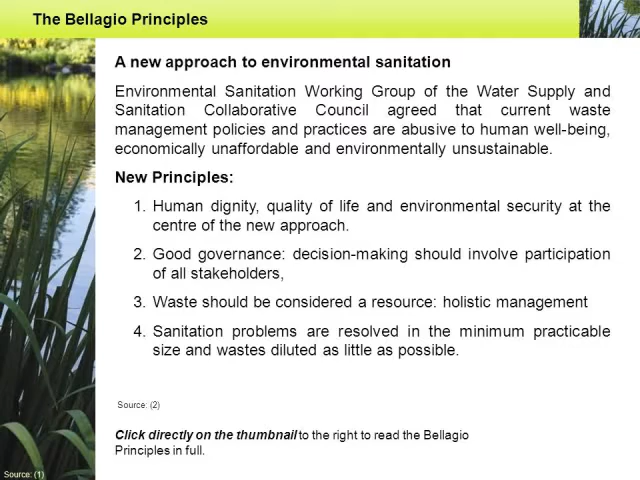 The Bellagio Principles
A new approach to environmental sanitation
Environmental Sanitation Working Group of the Water Supply and
Sanitation Collaborative Council agreed that current waste
management policies and practices are abusive to human well-being,
economically unaffordable and environmentally unsustainable.
New Principles:
1. Human dignity, quality of life and environmental security at the
centre of the new approach.
2. Good governance: decision-making should involve participation
of all stakeholders,
3. Waste should be considered a resource: holistic management
4. Sanitation problems are resolved in the minimum practicable
size and wastes diluted as little as possible.
Source: (2)
Click directly on the thumbnail to the right to read the Bellagio
Principles in full.
Source: (1)